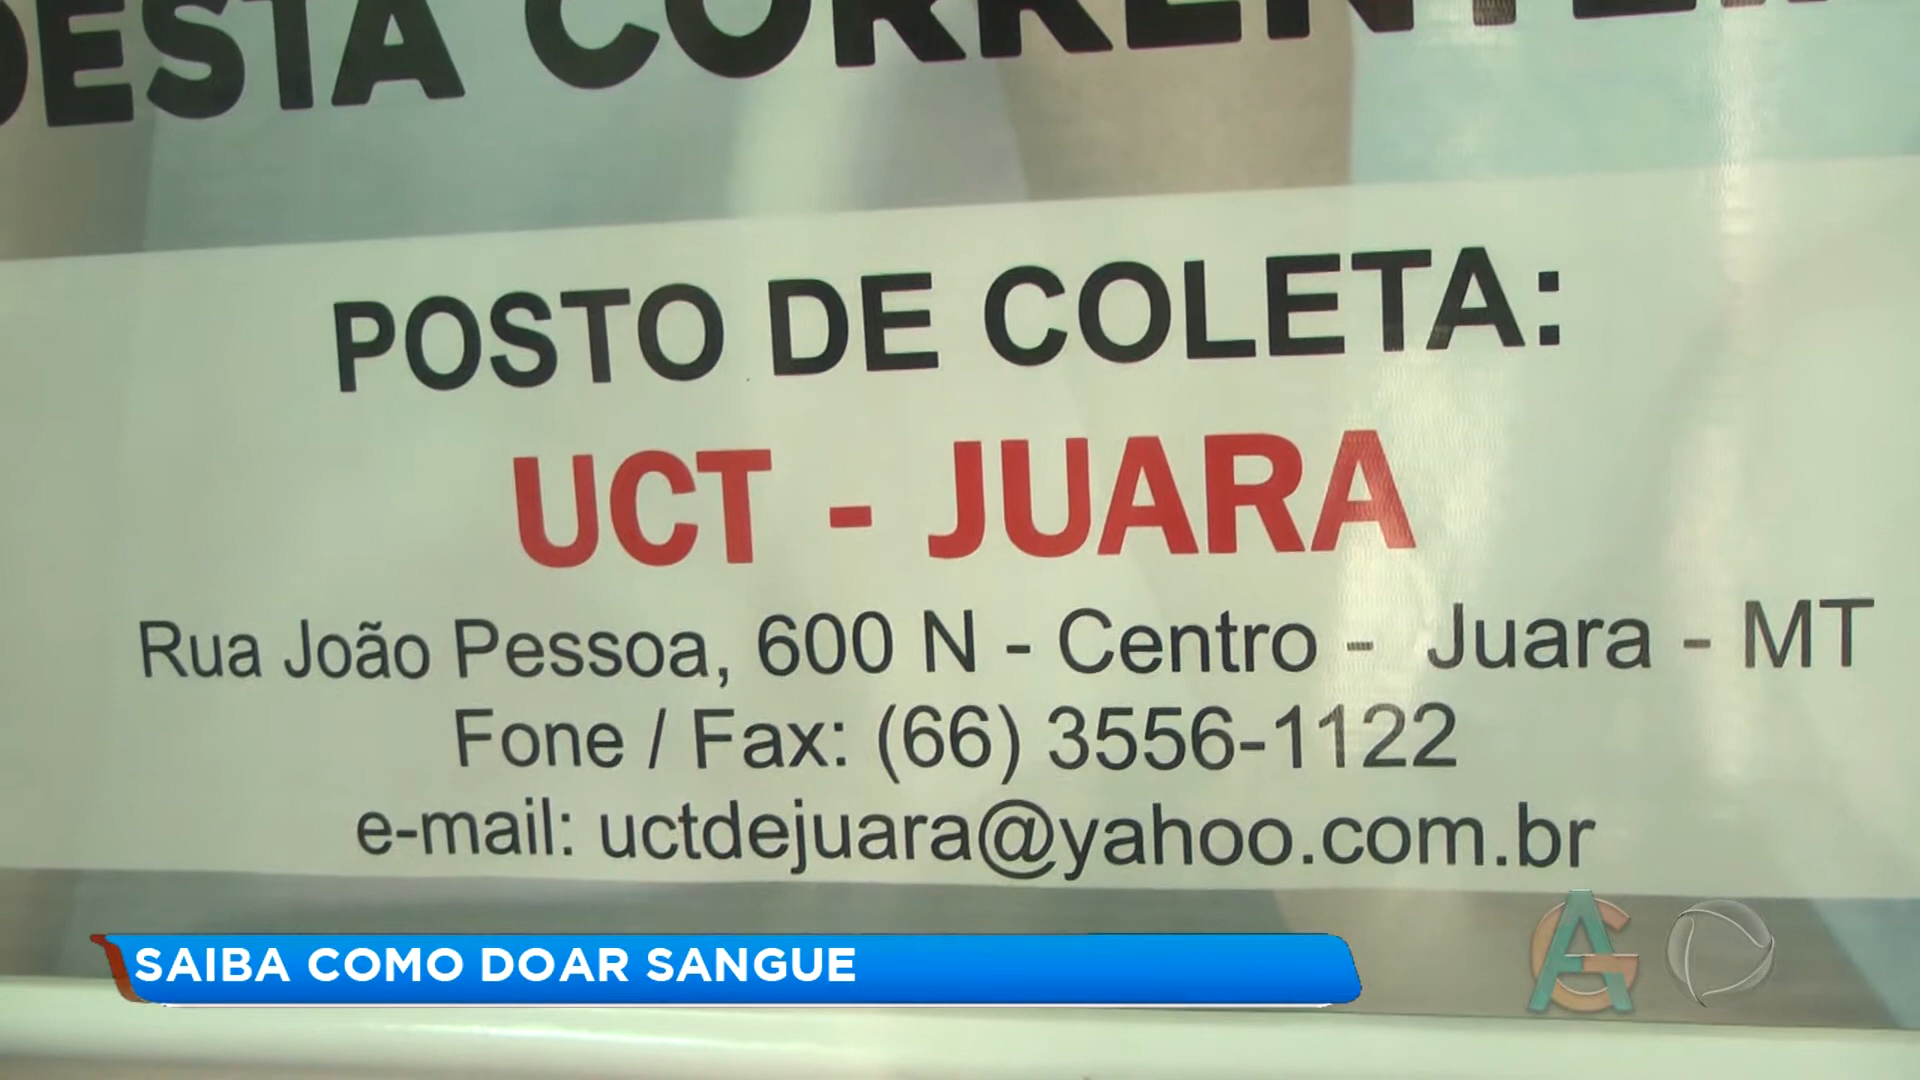 DESTA CORRENTE
POSTO DE COLETA:
UCT - JUARA
Rua João Pessoa, 600 N - Centro - Juara - MT
Fone / Fax: (66) 3556-1122
e-mail: uctdejuara@yahoo.com.br
SAIBA COMO DOAR SANGUE
AG